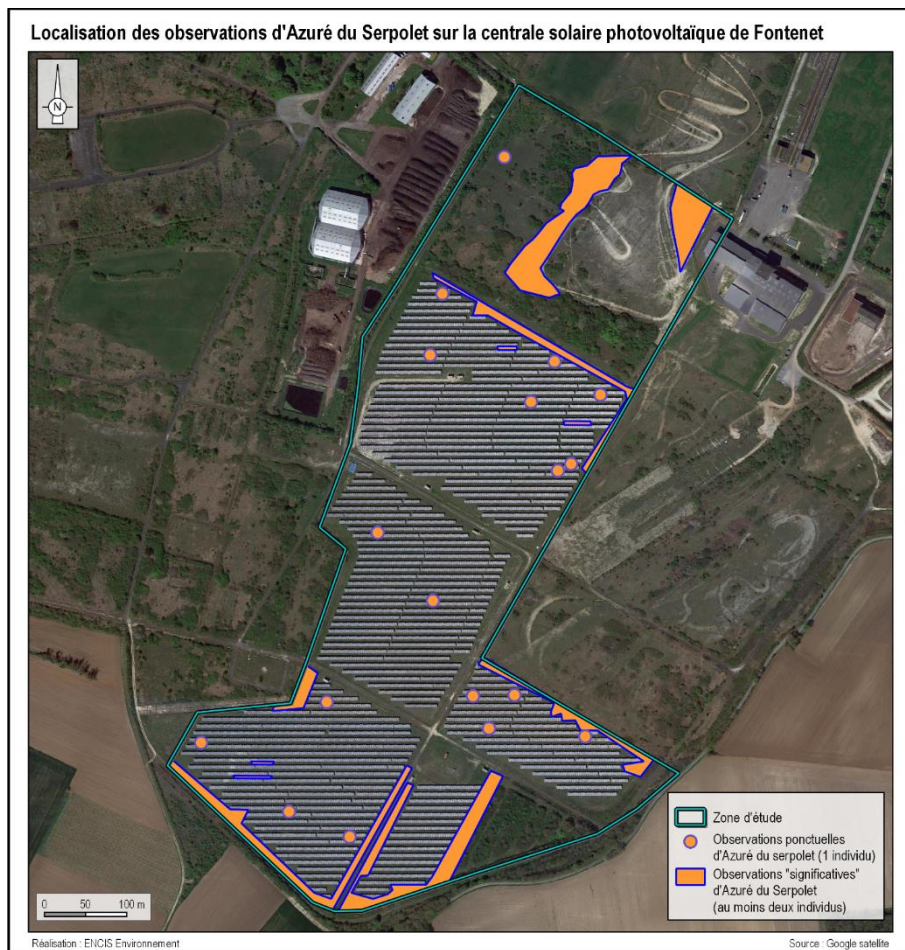 Localisation des observations d'Azuré du Serpolet sur la centrale solaire photovoltaïque de Fontenet
N
Zone d'étude
Observations ponctuelles
d'Azuré du serpolet (1 individu)
Observations "significatives"
d'Azuré du Serpolet
(au moins deux individus)
0 50 100 m
Réalisation : ENCIS Environnement
Source : Google satellite